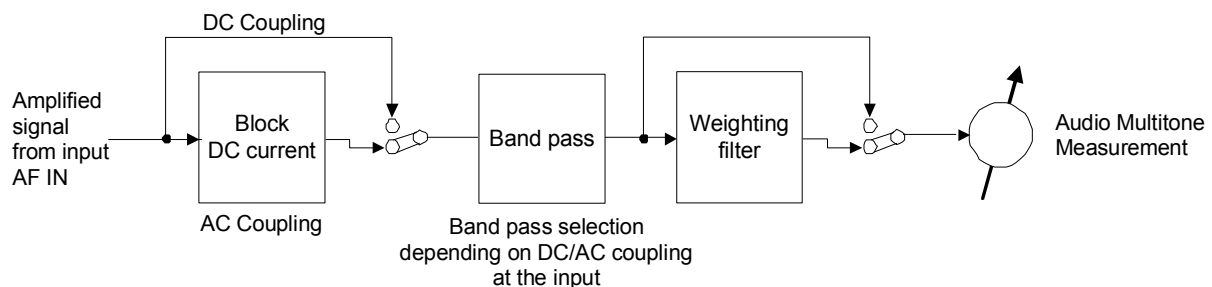 DC Coupling
Amplified
signal
from input
AF IN
Block
DC current
AC Coupling
Band pass
Band pass selection
depending on DC/AC coupling
at the input
Weighting
filter
Audio Multitone
Measurement